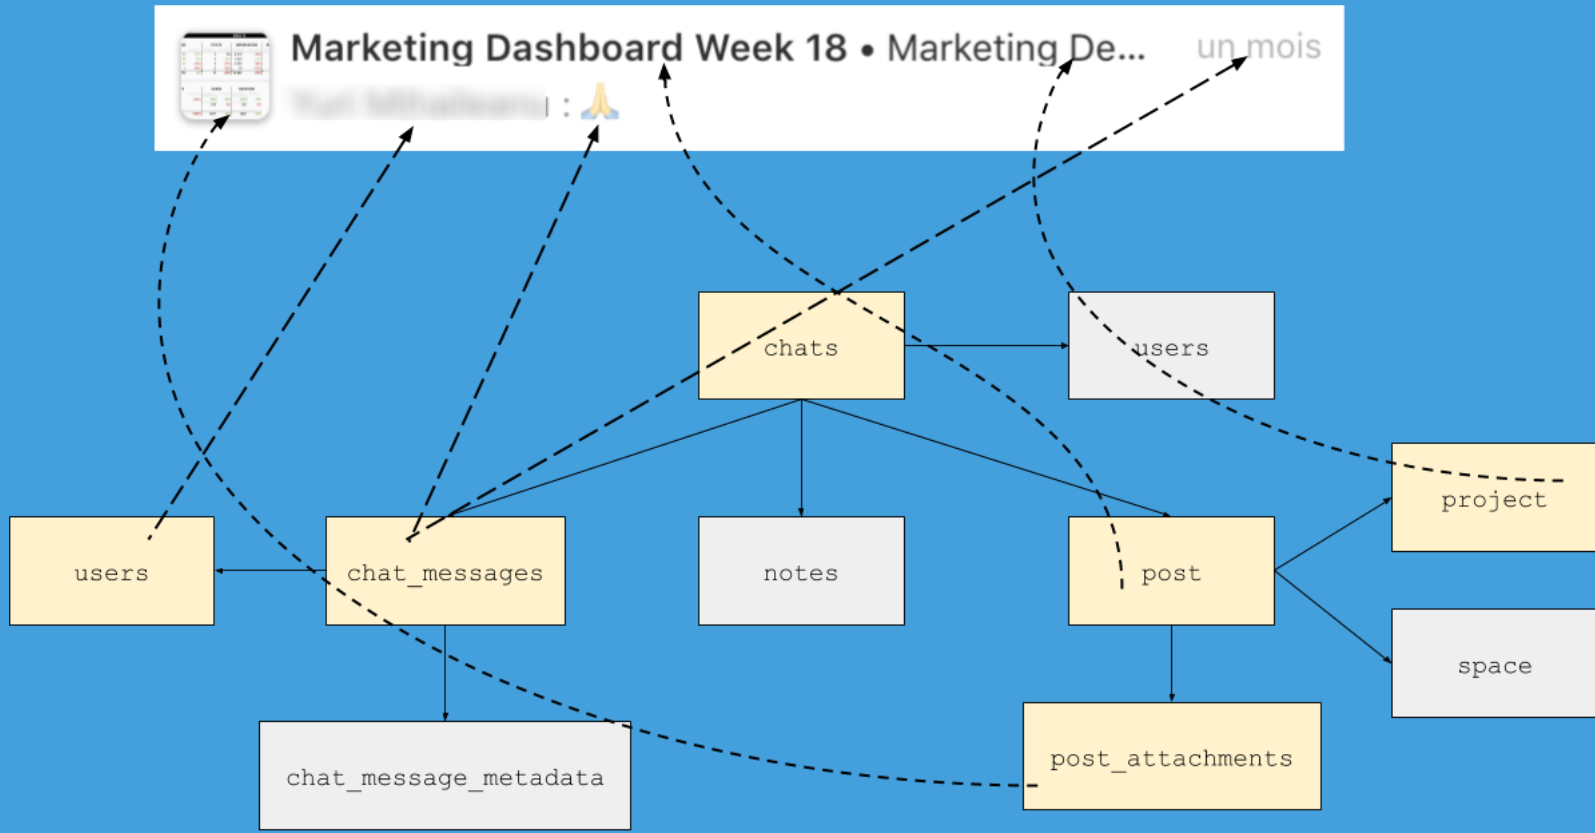 Marketing Dashboard Week 18 • Marketing De... un mois
: 🙏
chats
users
project
users
chat_messages
notes
post
space
post_attachments
chat_message_metadata